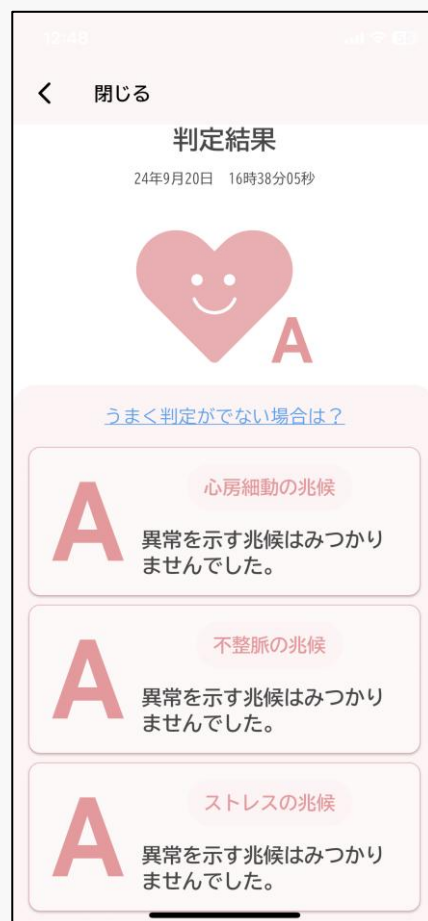 12:48
閉じる
判定結果
24年9月20日　16時38分05秒
A
うまく判定がでない場合は？
A
心房細動の兆候
異常を示す兆候はみつかり
ませんでした。
A
不整脈の兆候
異常を示す兆候はみつかり
ませんでした。
A
ストレスの兆候
異常を示す兆候はみつかり
ませんでした。